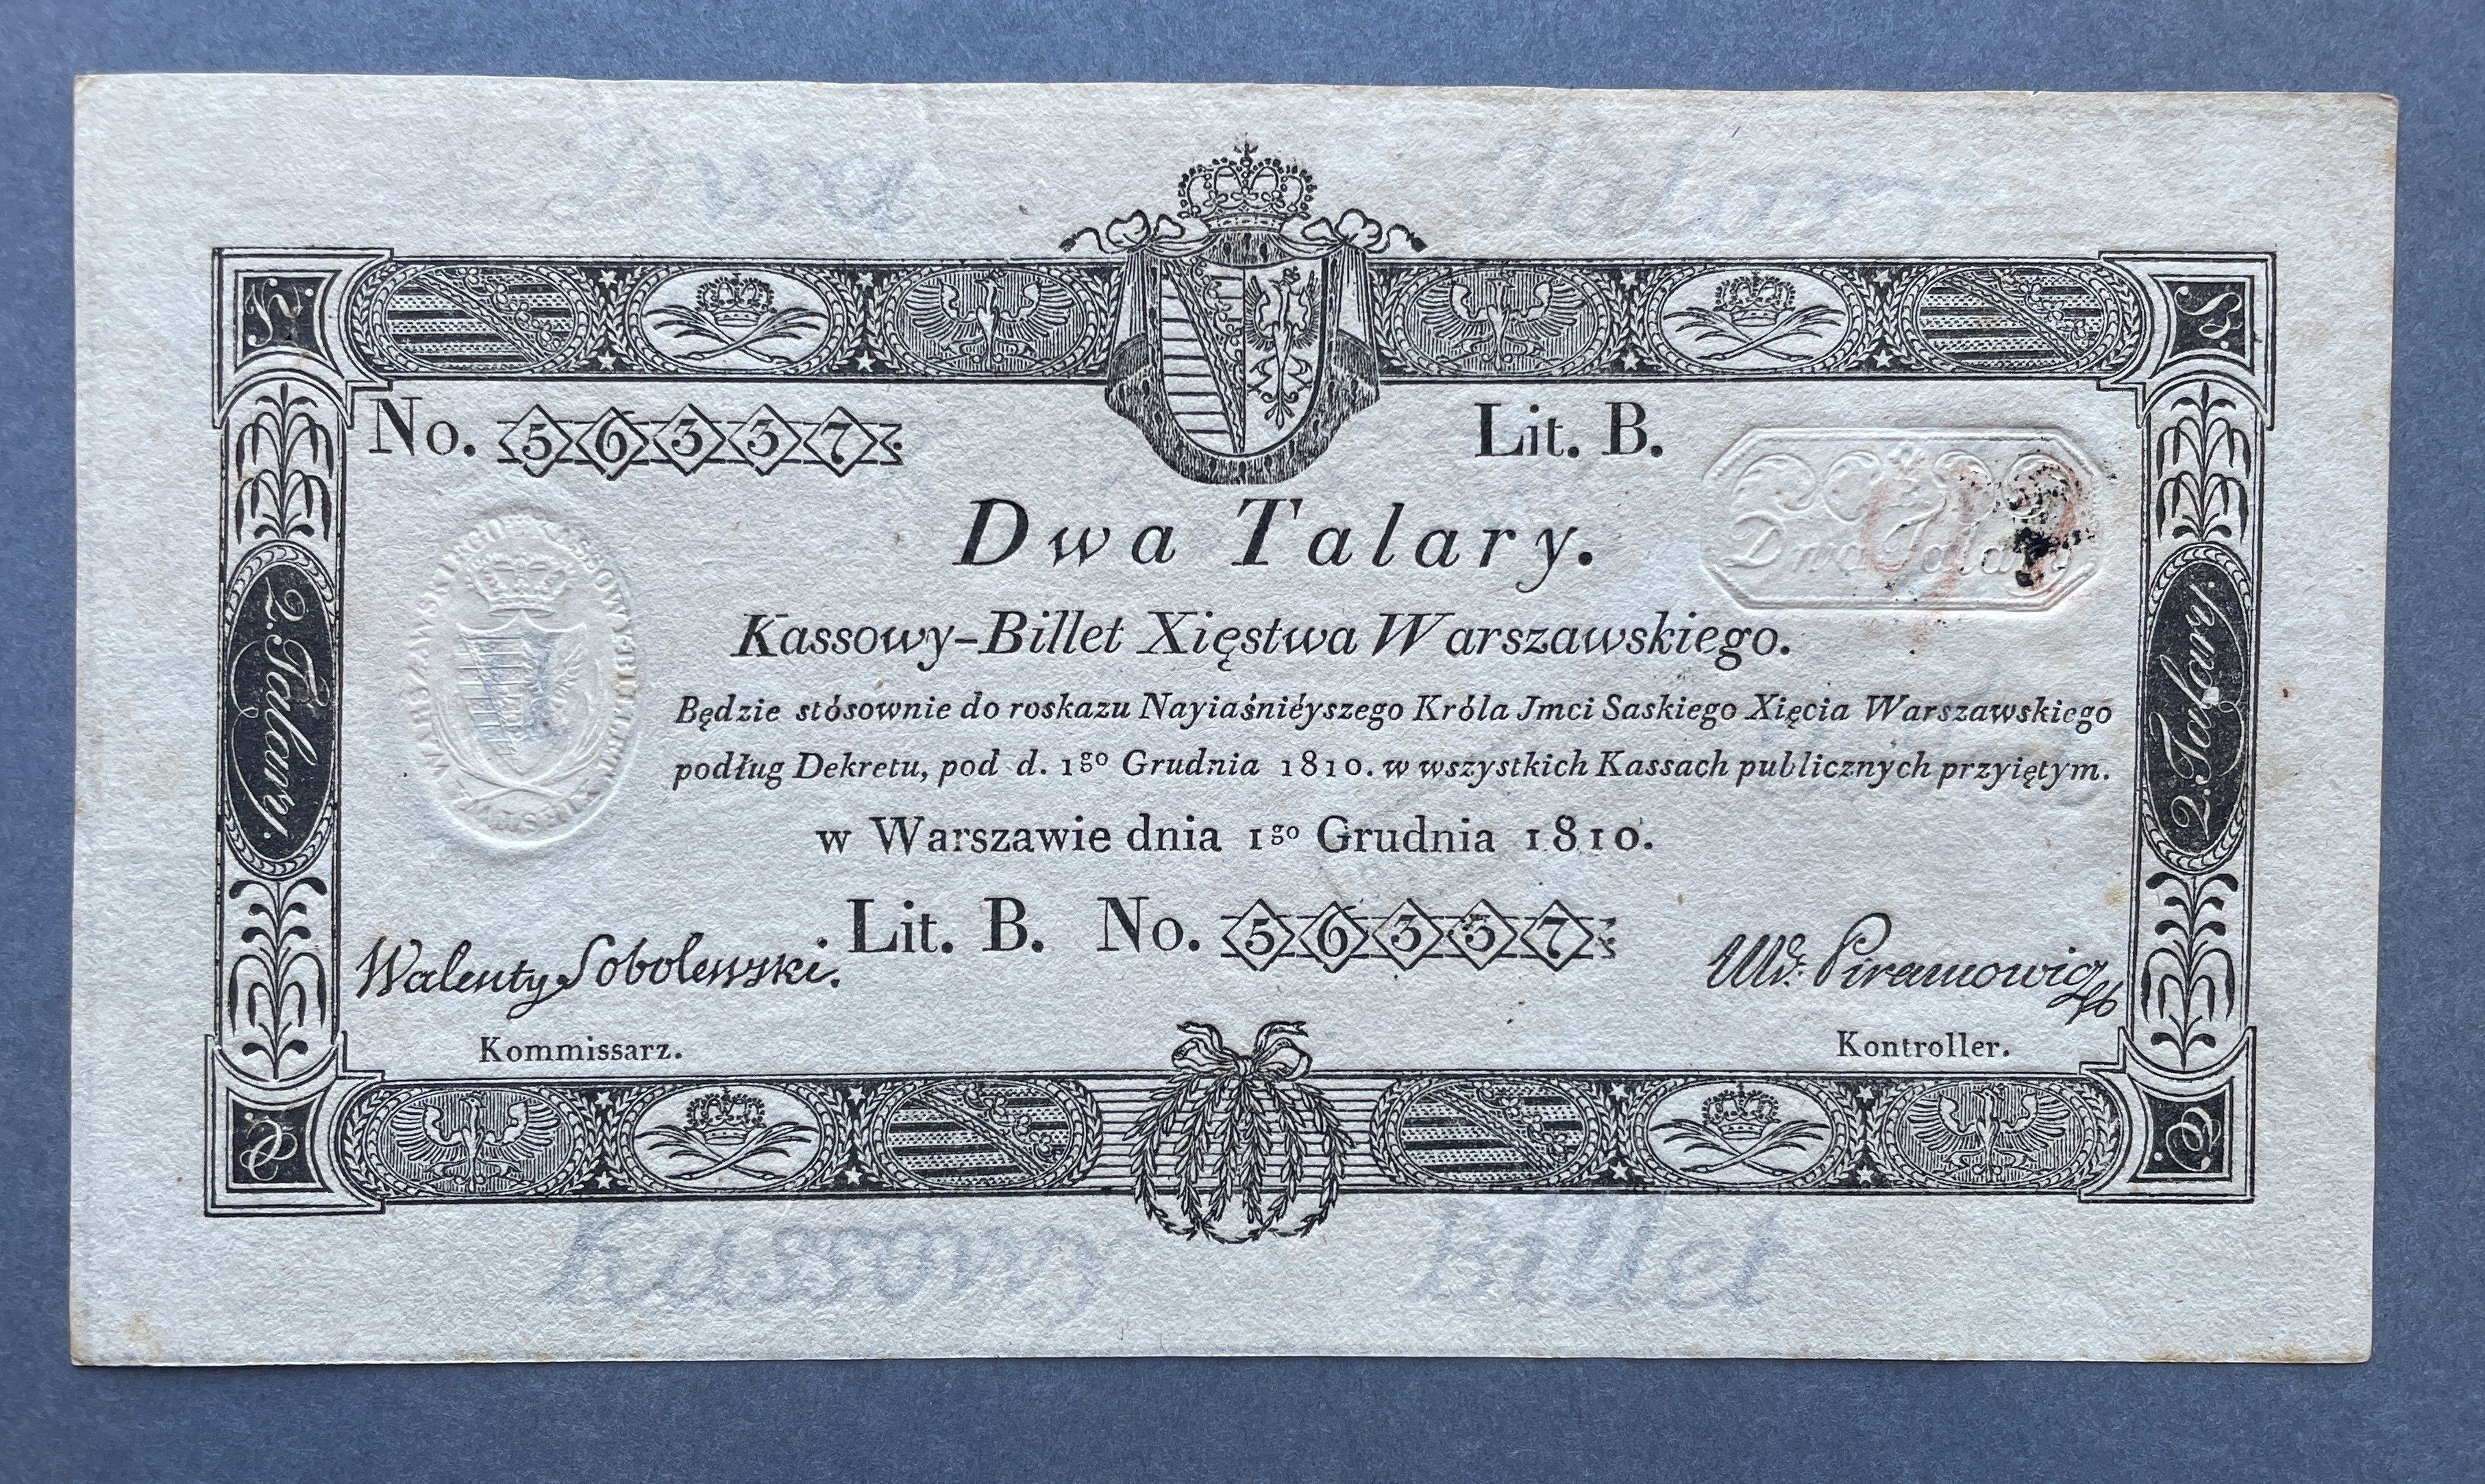 No. 56337.
Lit. B.
Dwa Talary.
Dwa Talary
Kassowy-Billet Xięstwa Warszawskiego.
Będzie stósownie do roskazu Nayiaśniéyszego Króla Jmci Saskiego Xięcia Warszawskiego
podług Dekretu, pod d. 1go Grudnia 1810. w wszystkich Kassach publicznych przyiętym.
w Warszawie dnia 1go Grudnia 1810.
Lit. B. No. 56337.
Walenty Sobolewski.
Kommissarz.
Piramowicz
Kontroller.
2. Talary.
2. Talary.
Kassowy Billet